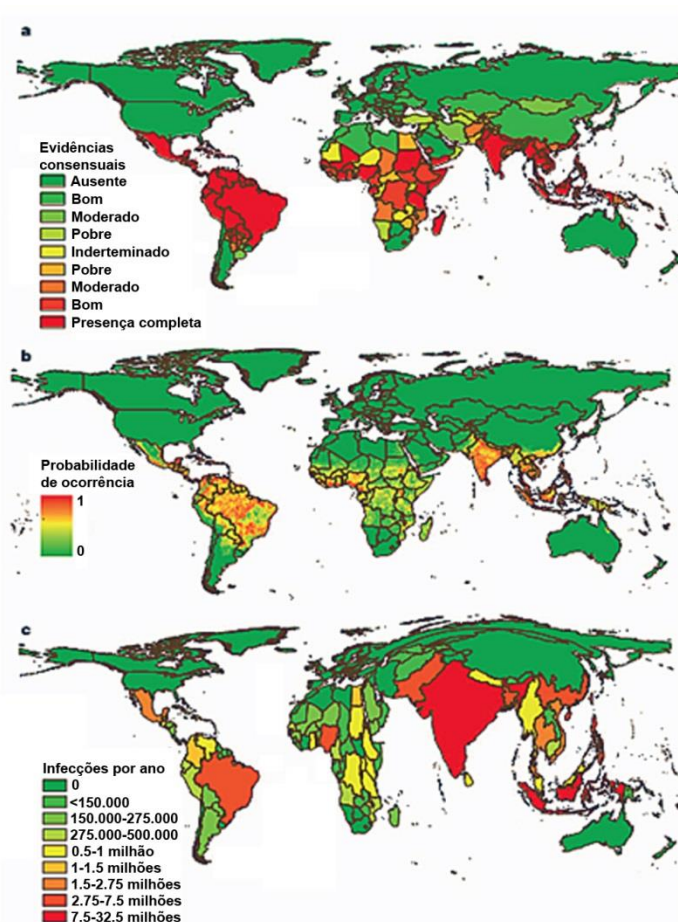 a
Evidências
consensuais
Ausente
Bom
Moderado
Pobre
Inderteminado
Pobre
Moderado
Bom
Presença completa
b
Probabilidade
de ocorrência
1
0
c
Infecções por ano
0
<150.000
150.000-275.000
275.000-500.000
0.5-1 milhão
1-1.5 milhão
1.5-2.75 milhões
2.75-7.5 milhões
7.5-32.5 milhões